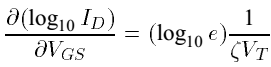 ∂(log₁₀ I_D) / ∂V_GS = (log₁₀ e) 1 / ζV_T